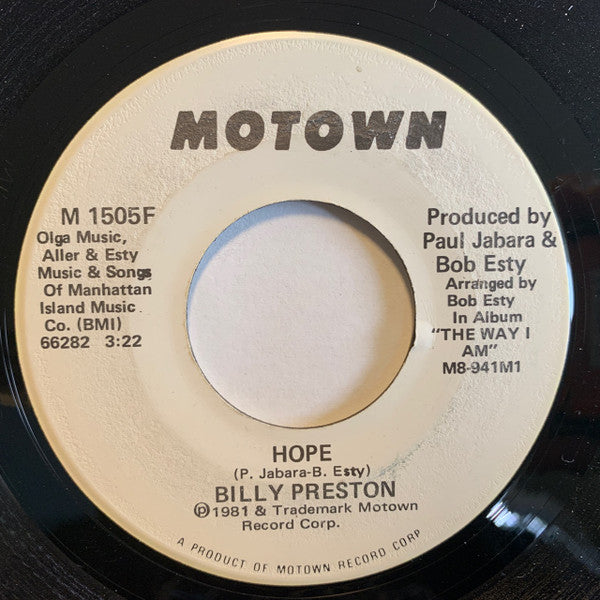 MOTOWN
M 1505F
Olga Music,
Aller & Esty
Music & Songs
Of Manhattan
Island Music
Co. (BMI)
66282 3:22
Produced by
Paul Jabara &
Bob Esty
Arranged by
Bob Esty
In Album
"THE WAY I
AM"
M8-941M1
HOPE
(P. Jabara-B. Esty)
BILLY PRESTON
℗1981 & Trademark Motown
Record Corp.
A PRODUCT OF MOTOWN RECORD CORP